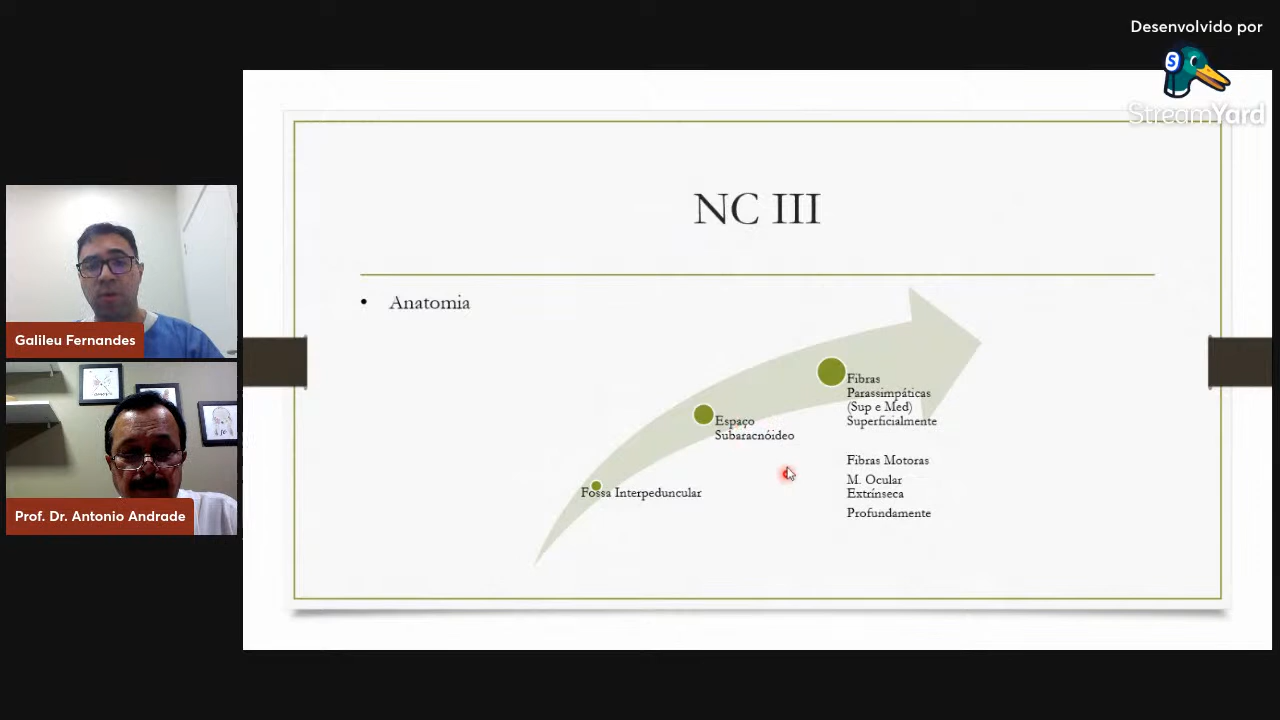 Desenvolvido por
StreamYard
NC III
• Anatomia
Fossa Interpeduncular
Espaço
Subaracnóideo
Fibras
Parassimpáticas
(Sup e Med)
Superficialmente
Fibras Motoras
M. Ocular
Extrínseca
Profundamente
Galileu Fernandes
Prof. Dr. Antonio Andrade